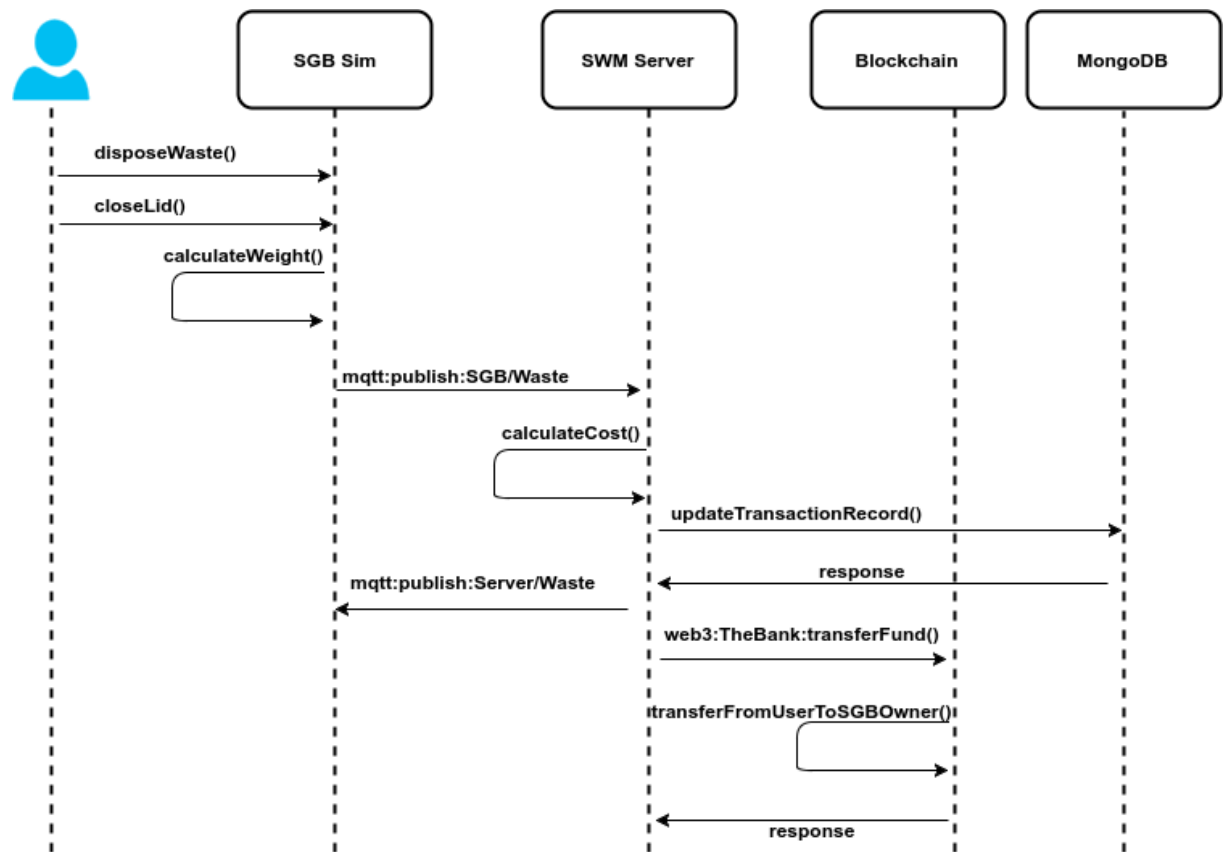 SGB Sim
SWM Server
Blockchain
MongoDB
disposeWaste()
closeLid()
calculateWeight()
mqtt:publish:SGB/Waste
calculateCost()
updateTransactionRecord()
response
mqtt:publish:Server/Waste
web3:TheBank:transferFund()
transferFromUserToSGBOwner()
response